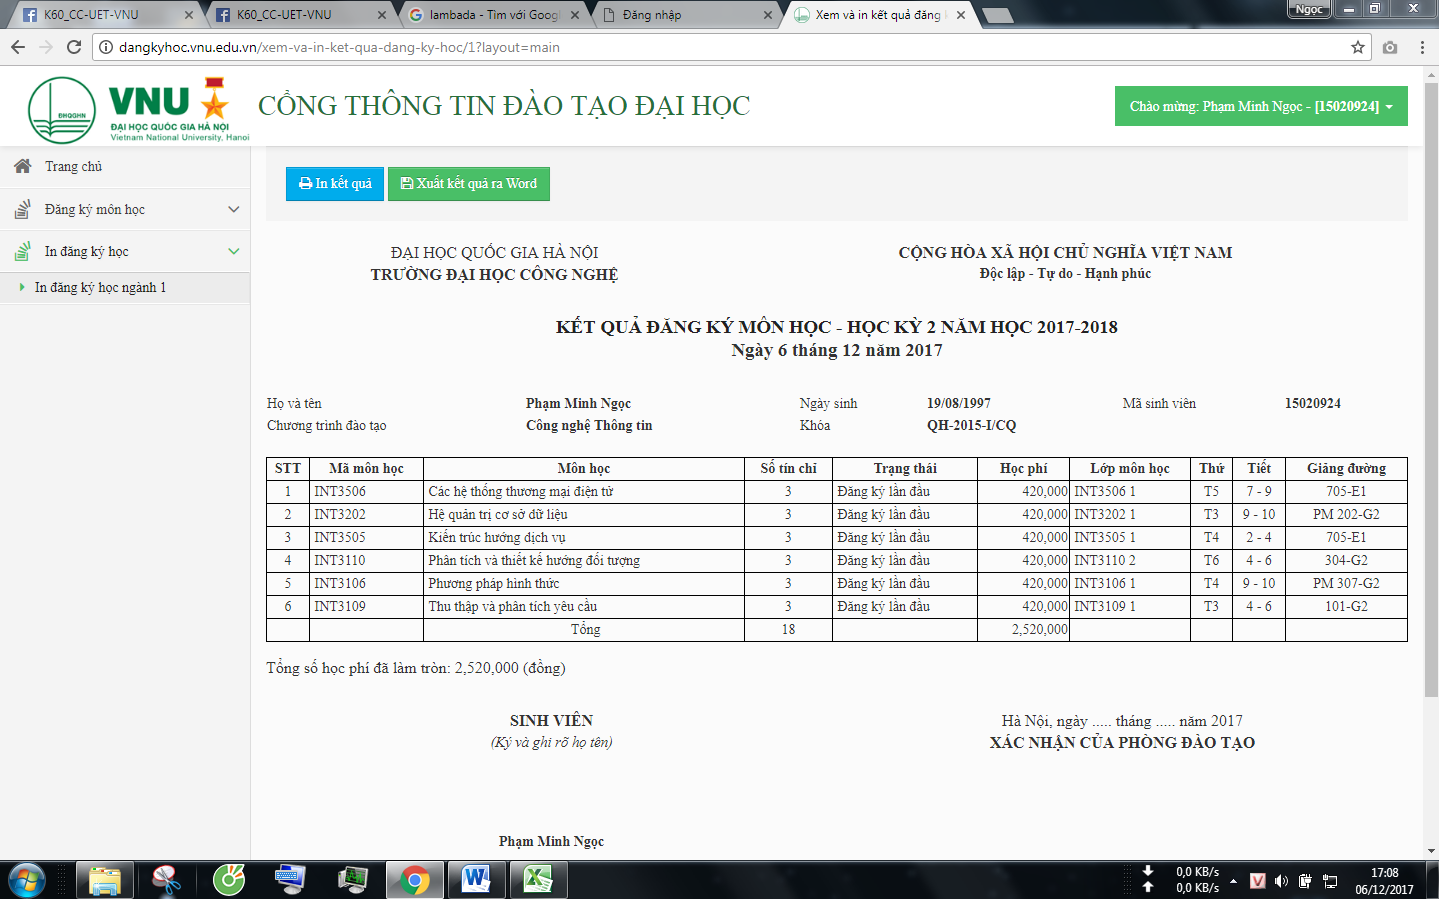 K60_CC-UET-VNU
K60_CC-UET-VNU
lambada - Tìm với Goog
Đăng nhập
Xem và in kết quả đăng
Ngọc
dangkyhoc.vnu.edu.vn/xem-va-in-ket-qua-dang-ky-hoc/1?layout=main
ĐHQGHN
VNU
ĐẠI HỌC QUỐC GIA HÀ NỘI
Vietnam National University, Hanoi
CỔNG THÔNG TIN ĐÀO TẠO ĐẠI HỌC
Chào mừng: Phạm Minh Ngọc - [15020924]
Trang chủ
Đăng ký môn học
In đăng ký học
In đăng ký học ngành 1
In kết quả Xuất kết quả ra Word
ĐẠI HỌC QUỐC GIA HÀ NỘI
TRƯỜNG ĐẠI HỌC CÔNG NGHỆ
CỘNG HÒA XÃ HỘI CHỦ NGHĨA VIỆT NAM
Độc lập - Tự do - Hạnh phúc
KẾT QUẢ ĐĂNG KÝ MÔN HỌC - HỌC KỲ 2 NĂM HỌC 2017-2018
Ngày 6 tháng 12 năm 2017
Họ và tên Phạm Minh Ngọc Ngày sinh 19/08/1997 Mã sinh viên 15020924
Chương trình đào tạo Công nghệ Thông tin Khóa QH-2015-I/CQ
STT Mã môn học Môn học Số tín chỉ Trạng thái Học phí Lớp môn học Thứ Tiết Giảng đường
1 INT3506 Các hệ thống thương mại điện tử 3 Đăng ký lần đầu 420,000 INT3506 1 T5 7 - 9 705-E1
2 INT3202 Hệ quản trị cơ sở dữ liệu 3 Đăng ký lần đầu 420,000 INT3202 1 T3 9 - 10 PM 202-G2
3 INT3505 Kiến trúc hướng dịch vụ 3 Đăng ký lần đầu 420,000 INT3505 1 T4 2 - 4 705-E1
4 INT3110 Phân tích và thiết kế hướng đối tượng 3 Đăng ký lần đầu 420,000 INT3110 2 T6 4 - 6 304-G2
5 INT3106 Phương pháp hình thức 3 Đăng ký lần đầu 420,000 INT3106 1 T4 9 - 10 PM 307-G2
6 INT3109 Thu thập và phân tích yêu cầu 3 Đăng ký lần đầu 420,000 INT3109 1 T3 4 - 6 101-G2
Tổng 18 2,520,000
Tổng số học phí đã làm tròn: 2,520,000 (đồng)
SINH VIÊN
(Ký và ghi rõ họ tên)
Hà Nội, ngày ..... tháng ..... năm 2017
XÁC NHẬN CỦA PHÒNG ĐÀO TẠO
Phạm Minh Ngọc
0,0 KB/s
0,0 KB/s
17:08
06/12/2017